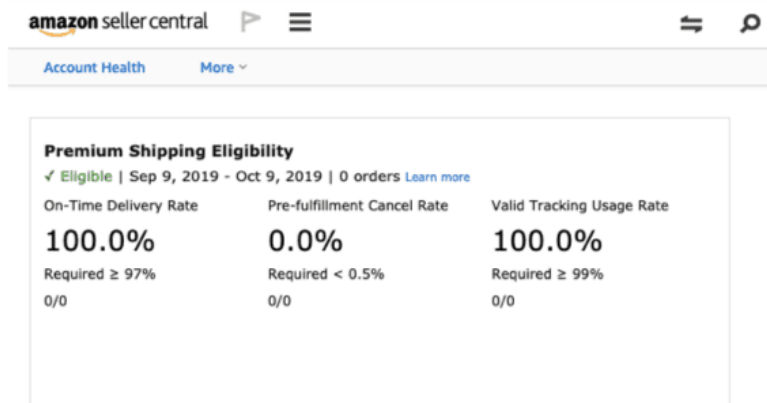 amazon seller central
Account Health More
Premium Shipping Eligibility
✓ Eligible | Sep 9, 2019 - Oct 9, 2019 | 0 orders Learn more
On-Time Delivery Rate Pre-fulfillment Cancel Rate Valid Tracking Usage Rate
100.0% 0.0% 100.0%
Required ≥ 97% Required < 0.5% Required ≥ 99%
0/0 0/0 0/0